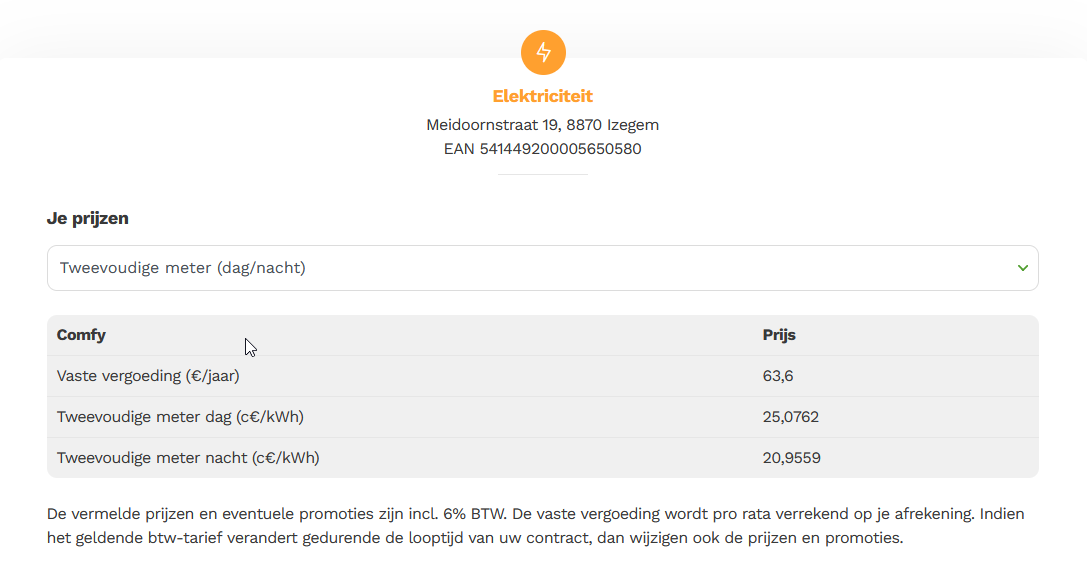 Elektriciteit
Meidoornstraat 19, 8870 Izegem
EAN 541449200005650580
Je prijzen
Tweevoudige meter (dag/nacht)
Comfy Prijs
Vaste vergoeding (€/jaar) 63,6
Tweevoudige meter dag (c€/kWh) 25,0762
Tweevoudige meter nacht (c€/kWh) 20,9559
De vermelde prijzen en eventuele promoties zijn incl. 6% BTW. De vaste vergoeding wordt pro rata verrekend op je afrekening. Indien
het geldende btw-tarief verandert gedurende de looptijd van uw contract, dan wijzigen ook de prijzen en promoties.